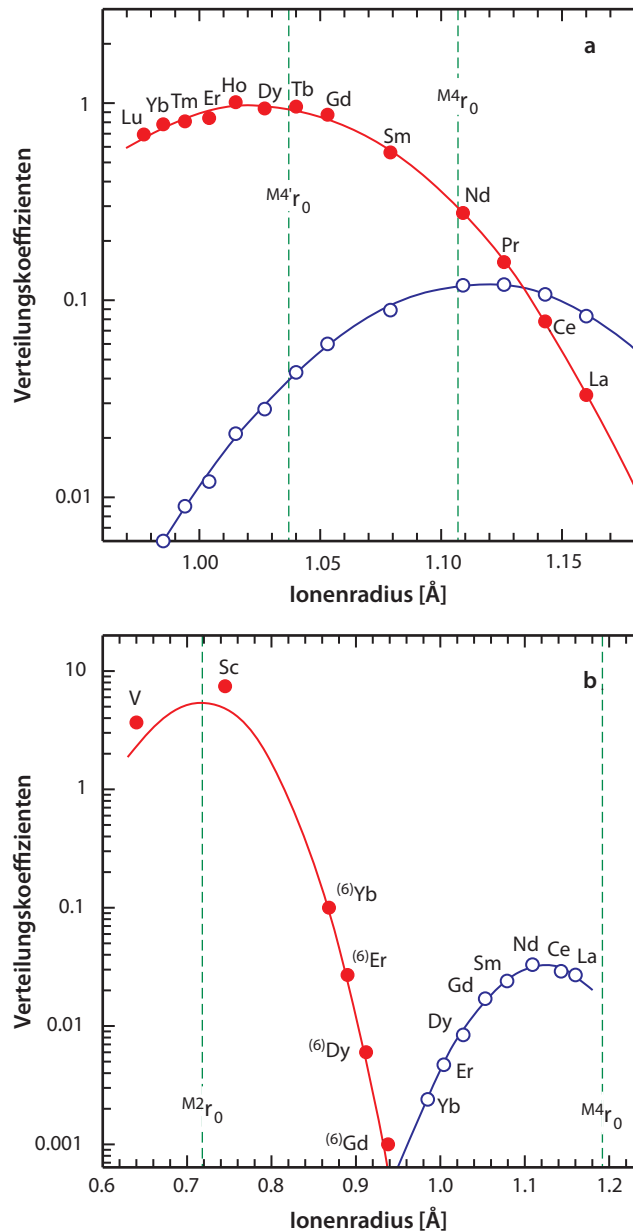 a
Lu Yb Tm Er Ho Dy Tb Gd
Sm
Nd
Pr
Ce
La
M4'r0
M4r0
1
0.1
0.01
Verteilungskoeffizienten
1.00 1.05 1.10 1.15
Ionenradius [Å]
b
V
Sc
(6)Yb
(6)Er
(6)Dy
(6)Gd
Yb
Er
Dy
Gd
Sm
Nd
Ce
La
M2r0
M4r0
10
1
0.1
0.01
0.001
Verteilungskoeffizienten
0.6 0.7 0.8 0.9 1.0 1.1 1.2
Ionenradius [Å]